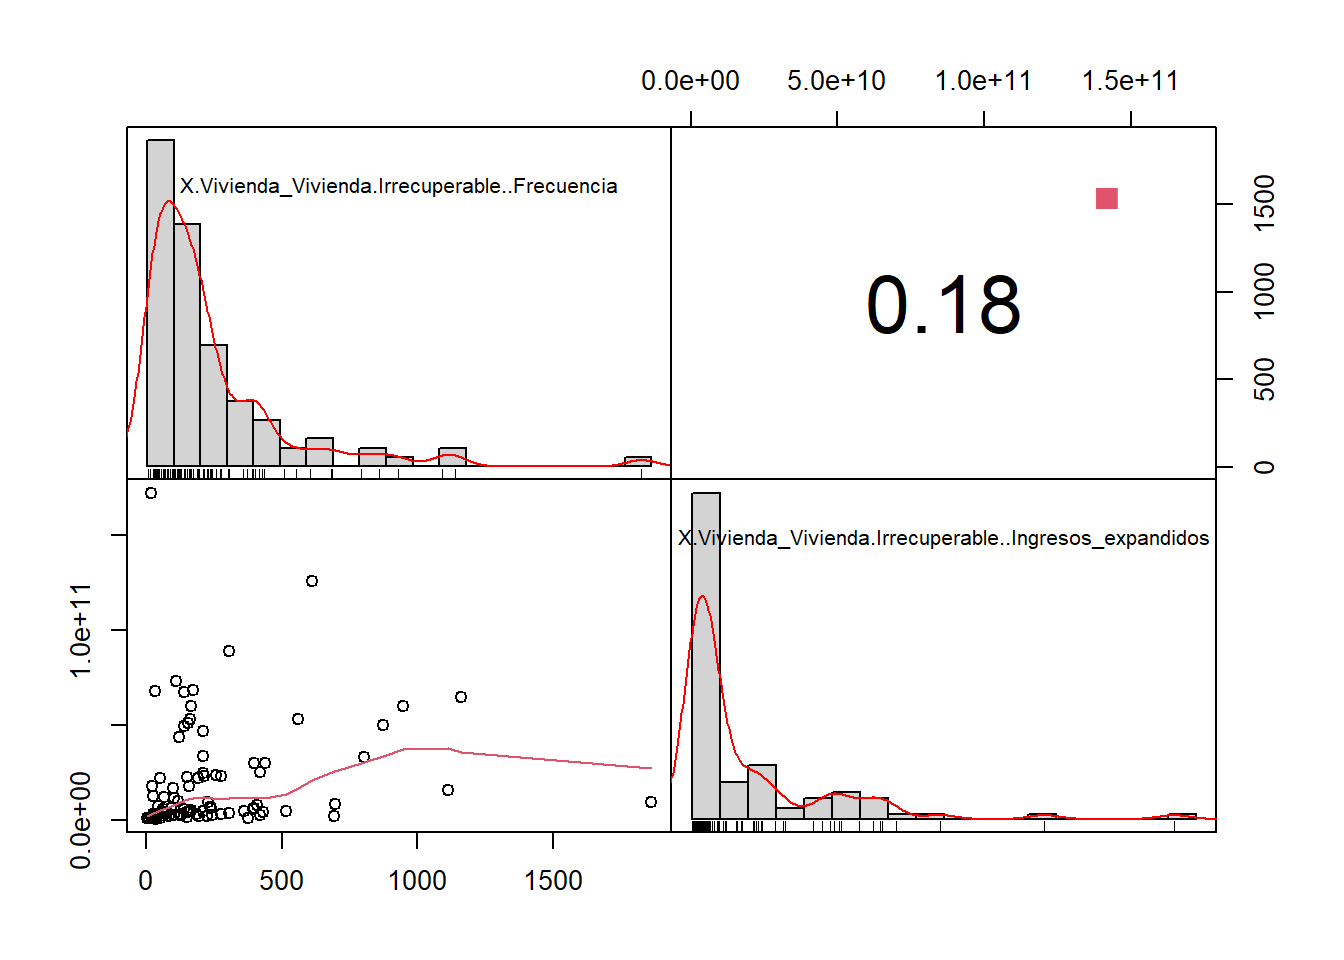 0.0e+00 5.0e+10 1.0e+11 1.5e+11
X.Vivienda_Vivienda.Irrecuperable..Frecuencia
0.18
0 500 1000 1500
X.Vivienda_Vivienda.Irrecuperable..Ingresos_expandidos
0.0e+00 1.0e+11
0 500 1000 1500